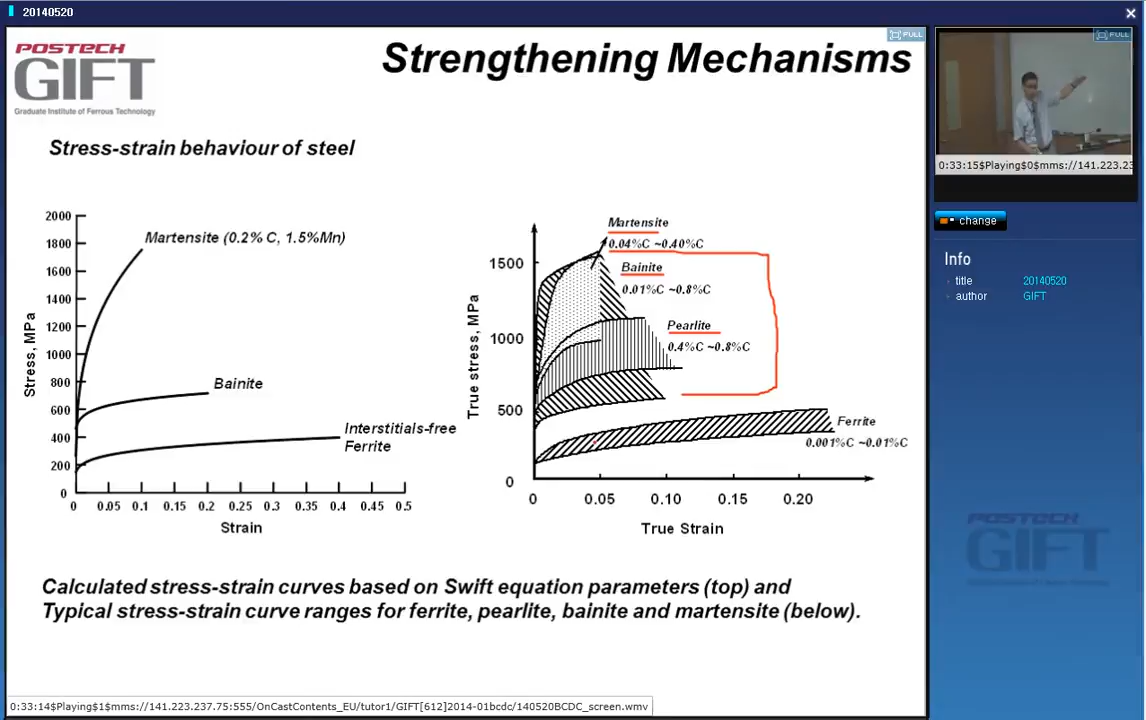 20140520
POSTECH
GIFT
Graduate Institute of Ferrous Technology
Strengthening Mechanisms
FULL
FULL
0:33:15$Playing$0$mms://141.223.23
change
Info
title 20140520
author GIFT
Stress-strain behaviour of steel
2000
1800
1600
1400
1200
1000
800
600
400
200
0
Stress, MPa
Martensite (0.2% C, 1.5%Mn)
Bainite
Interstitials-free
Ferrite
0 0.05 0.1 0.15 0.2 0.25 0.3 0.35 0.4 0.45 0.5
Strain
True stress, MPa
1500
1000
500
0
Martensite
0.04%C ~0.40%C
Bainite
0.01%C ~0.8%C
Pearlite
0.4%C ~0.8%C
Ferrite
0.001%C ~0.01%C
0 0.05 0.10 0.15 0.20
True Strain
POSTECH
GIFT
Calculated stress-strain curves based on Swift equation parameters (top) and
Typical stress-strain curve ranges for ferrite, pearlite, bainite and martensite (below).
0:33:14$Playing$1$mms://141.223.237.75:555/OnCastContents_EU/tutor1/GIFT[612]2014-01bcdc/140520BCDC_screen.wmv